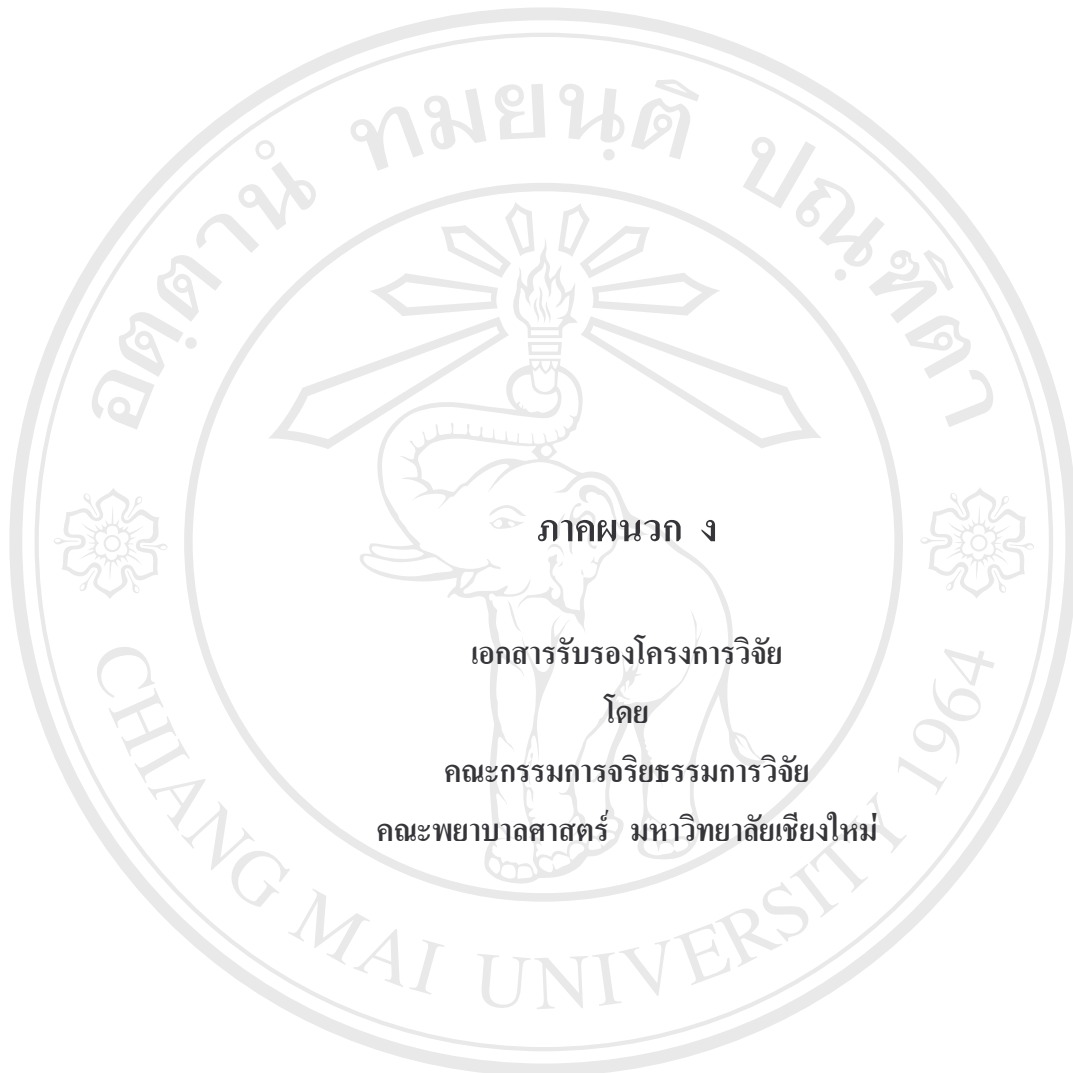 อตฺตานํ ทมยนฺติ ปณฺฑิตา
ภาคผนวก ง
เอกสารรับรองโครงการวิจัย
โดย
คณะกรรมการจริยธรรมการวิจัย
คณะพยาบาลศาสตร์ มหาวิทยาลัยเชียงใหม่
CHIANG MAI UNIVERSITY 1964